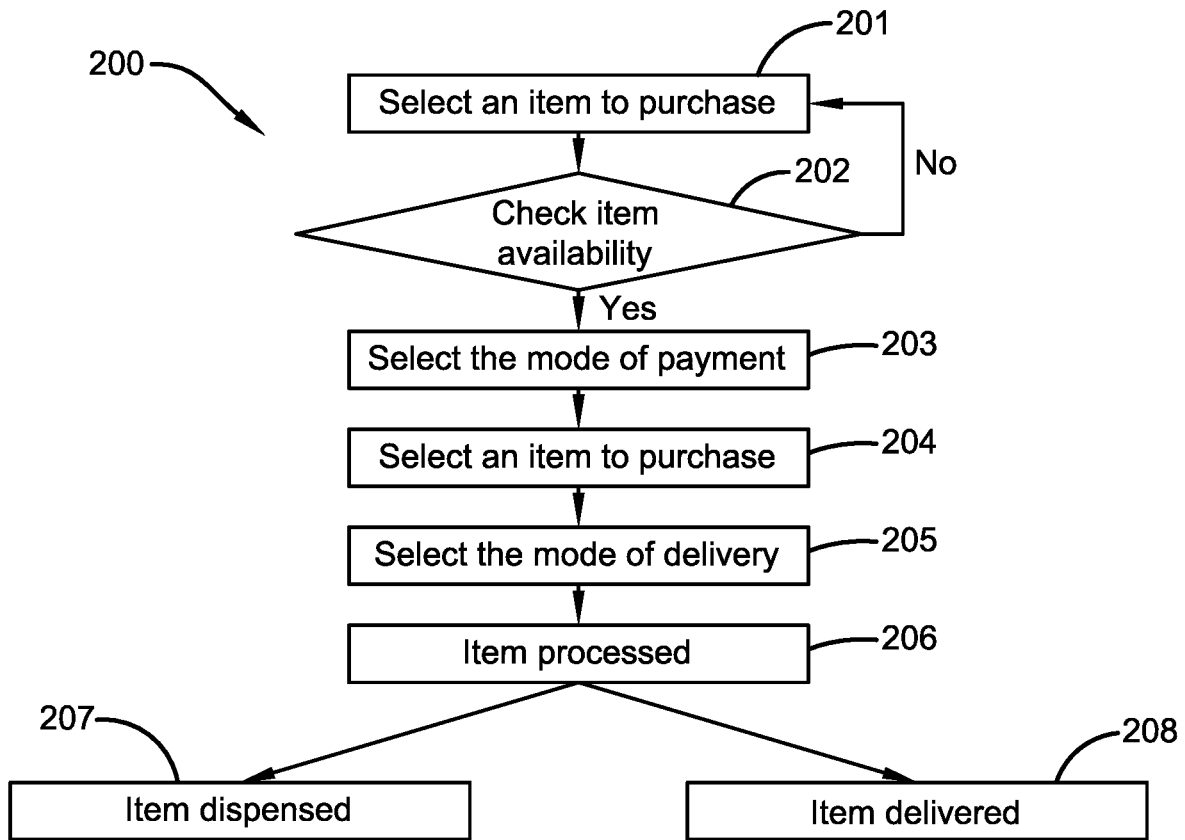 201
200
Select an item to purchase
No
202
Check item
availability
Yes
Select the mode of payment
203
Select an item to purchase
204
Select the mode of delivery
205
Item processed
206
207
208
Item dispensed
Item delivered